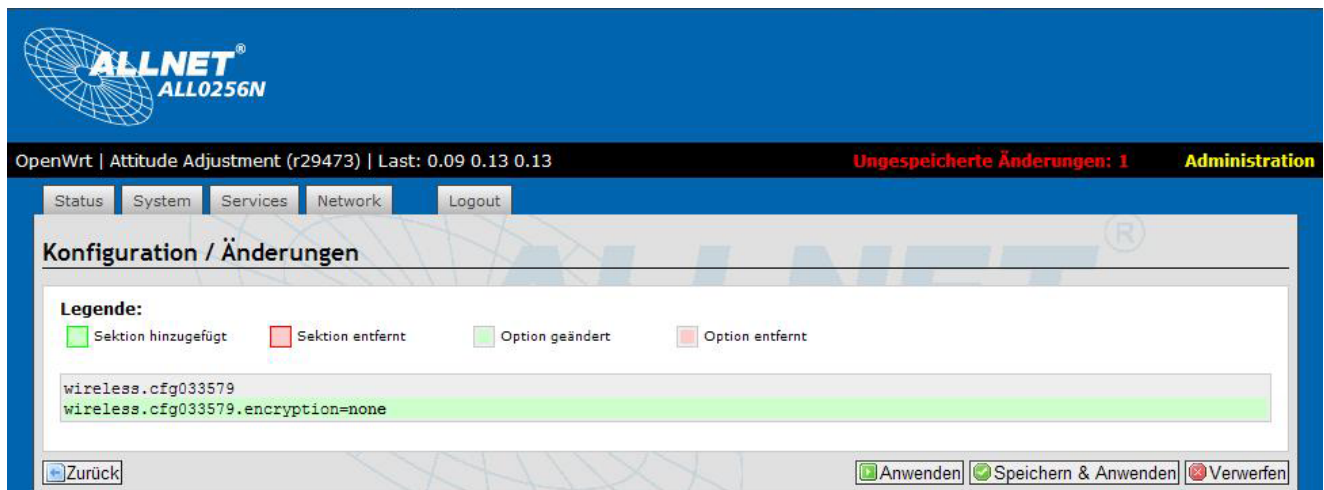 ALLNET®
ALL0256N
OpenWrt | Attitude Adjustment (r29473) | Last: 0.09 0.13 0.13 Ungespeicherte Änderungen: 1 Administration
Status System Services Network Logout
Konfiguration / Änderungen
Legende:
Sektion hinzugefügt Sektion entfernt Option geändert Option entfernt
wireless.cfg033579
wireless.cfg033579.encryption=none
Zurück Anwenden Speichern & Anwenden Verwerfen